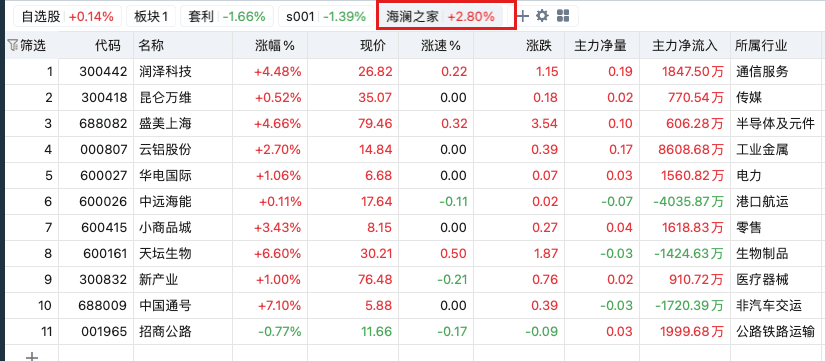 自选股 +0.14% 板块1 套利 -1.66% s001 -1.39% 海澜之家 +2.80%
筛选 代码 名称 涨幅% 现价 涨速% 涨跌 主力净量 主力净流入 所属行业
1 300442 润泽科技 +4.48% 26.82 0.22 1.15 0.19 1847.50万 通信服务
2 300418 昆仑万维 +0.52% 35.07 0.00 0.18 0.02 770.54万 传媒
3 688082 盛美上海 +4.66% 79.46 0.32 3.54 0.10 606.28万 半导体及元件
4 000807 云铝股份 +2.70% 14.84 0.00 0.39 0.17 8608.68万 工业金属
5 600027 华电国际 +1.06% 6.68 0.00 0.07 0.03 1560.82万 电力
6 600026 中远海能 +0.11% 17.64 -0.11 0.02 -0.07 -4035.87万 港口航运
7 600415 小商品城 +3.43% 8.15 0.00 0.27 0.04 1618.83万 零售
8 600161 天坛生物 +6.60% 30.21 0.50 1.87 -0.03 -1424.63万 生物制品
9 300832 新产业 +1.00% 76.48 -0.21 0.76 0.02 910.72万 医疗器械
10 688009 中国通号 +7.10% 5.88 0.00 0.39 -0.03 -1720.39万 非汽车交运
11 001965 招商公路 -0.77% 11.66 -0.17 -0.09 0.03 1999.68万 公路铁路运输